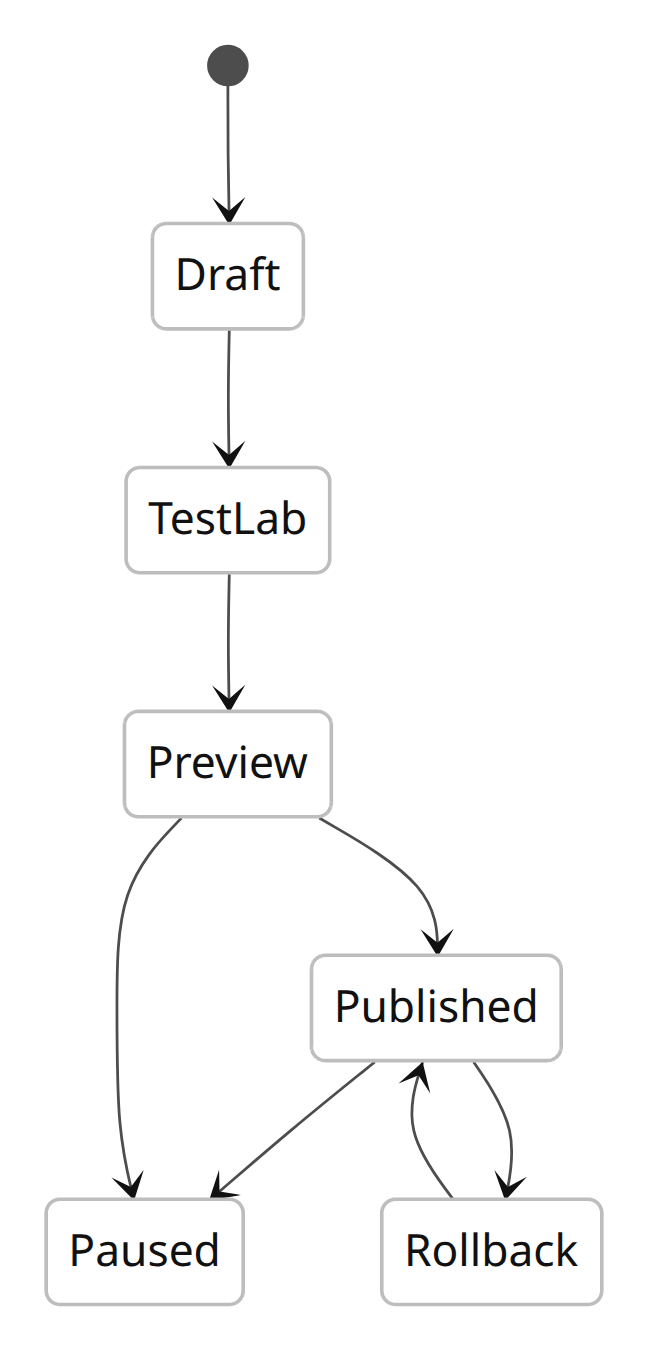 Draft
TestLab
Preview
Published
Paused
Rollback